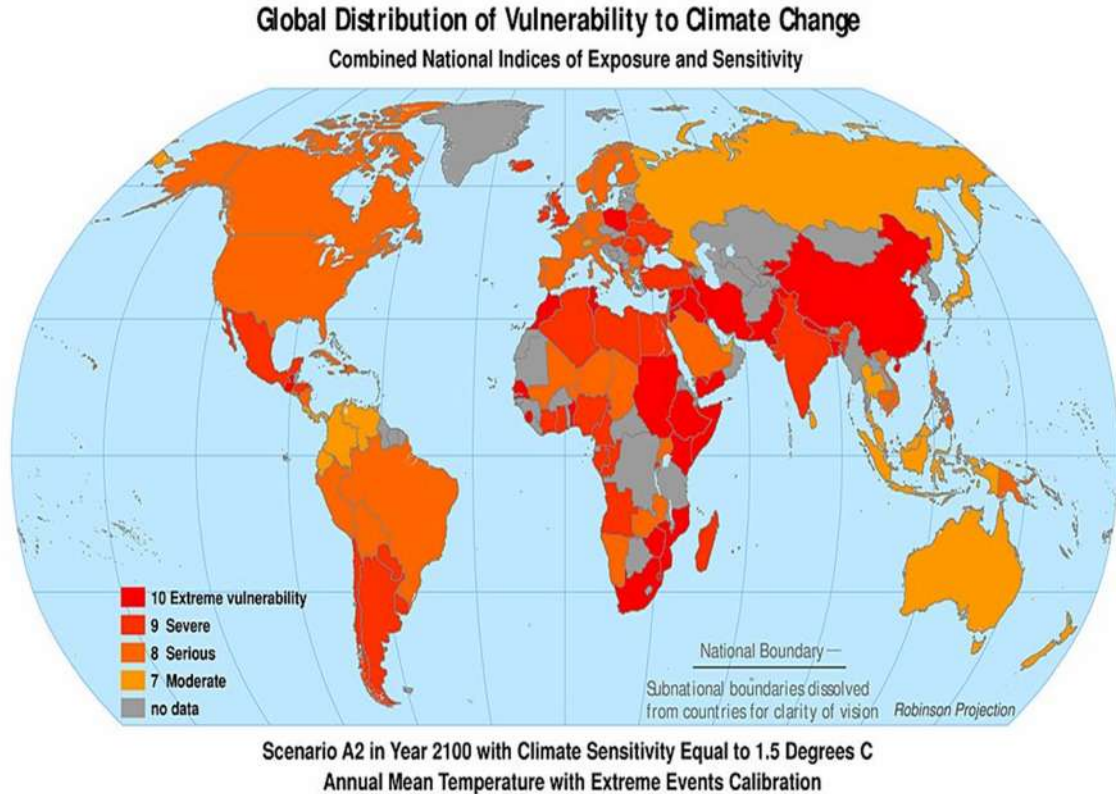 Global Distribution of Vulnerability to Climate Change
Combined National Indices of Exposure and Sensitivity
10 Extreme vulnerability
9 Severe
8 Serious
7 Moderate
no data
National Boundary —
Subnational boundaries dissolved
from countries for clarity of vision
Robinson Projection
Scenario A2 in Year 2100 with Climate Sensitivity Equal to 1.5 Degrees C
Annual Mean Temperature with Extreme Events Calibration